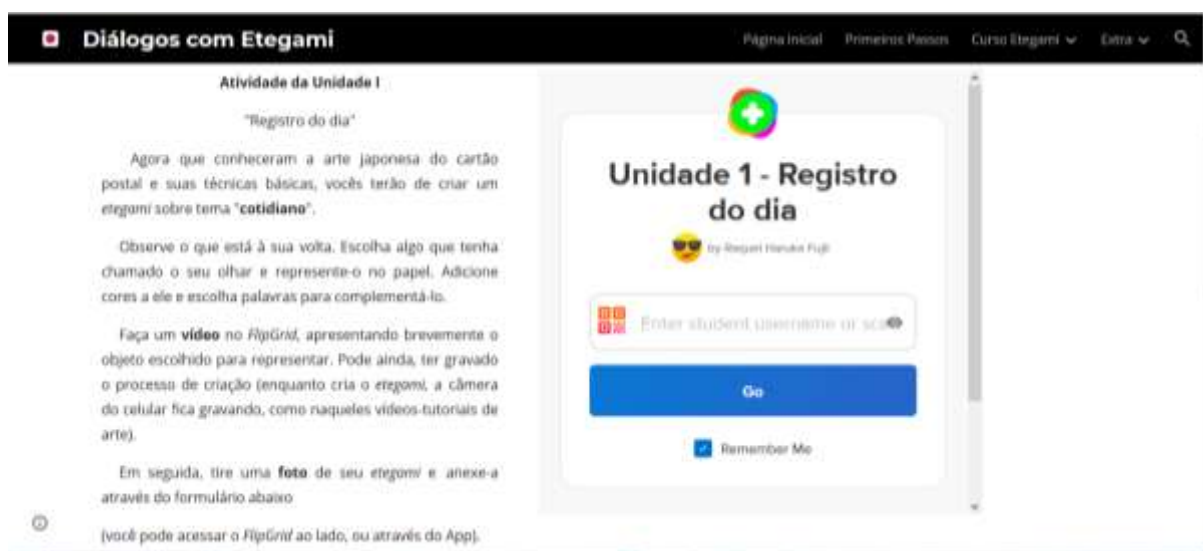 Diálogos com Etegami
Página Inicial Primeiros Passos Curso Etegami Extra
Atividade da Unidade I
"Registro do dia"
Agora que conheceram a arte japonesa do cartão
postal e suas técnicas básicas, vocês terão de criar um
etegami sobre tema "cotidiano".
Observe o que está à sua volta. Escolha algo que tenha
chamado o seu olhar e represente-o no papel. Adicione
cores a ele e escolha palavras para complementá-lo.
Faça um vídeo no FlipGrid, apresentando brevemente o
objeto escolhido para representar. Pode ainda, ter gravado
o processo de criação (enquanto cria o etegami, a câmera
do celular fica gravando, como naqueles vídeos-tutoriais de
arte).
Em seguida, tire uma foto de seu etegami e anexe-a
através do formulário abaixo
(você pode acessar o FlipGrid ao lado, ou através do App).
Unidade 1 - Registro
do dia
by Raquel Haruka Fujii
Enter student username or sca
Go
Remember Me